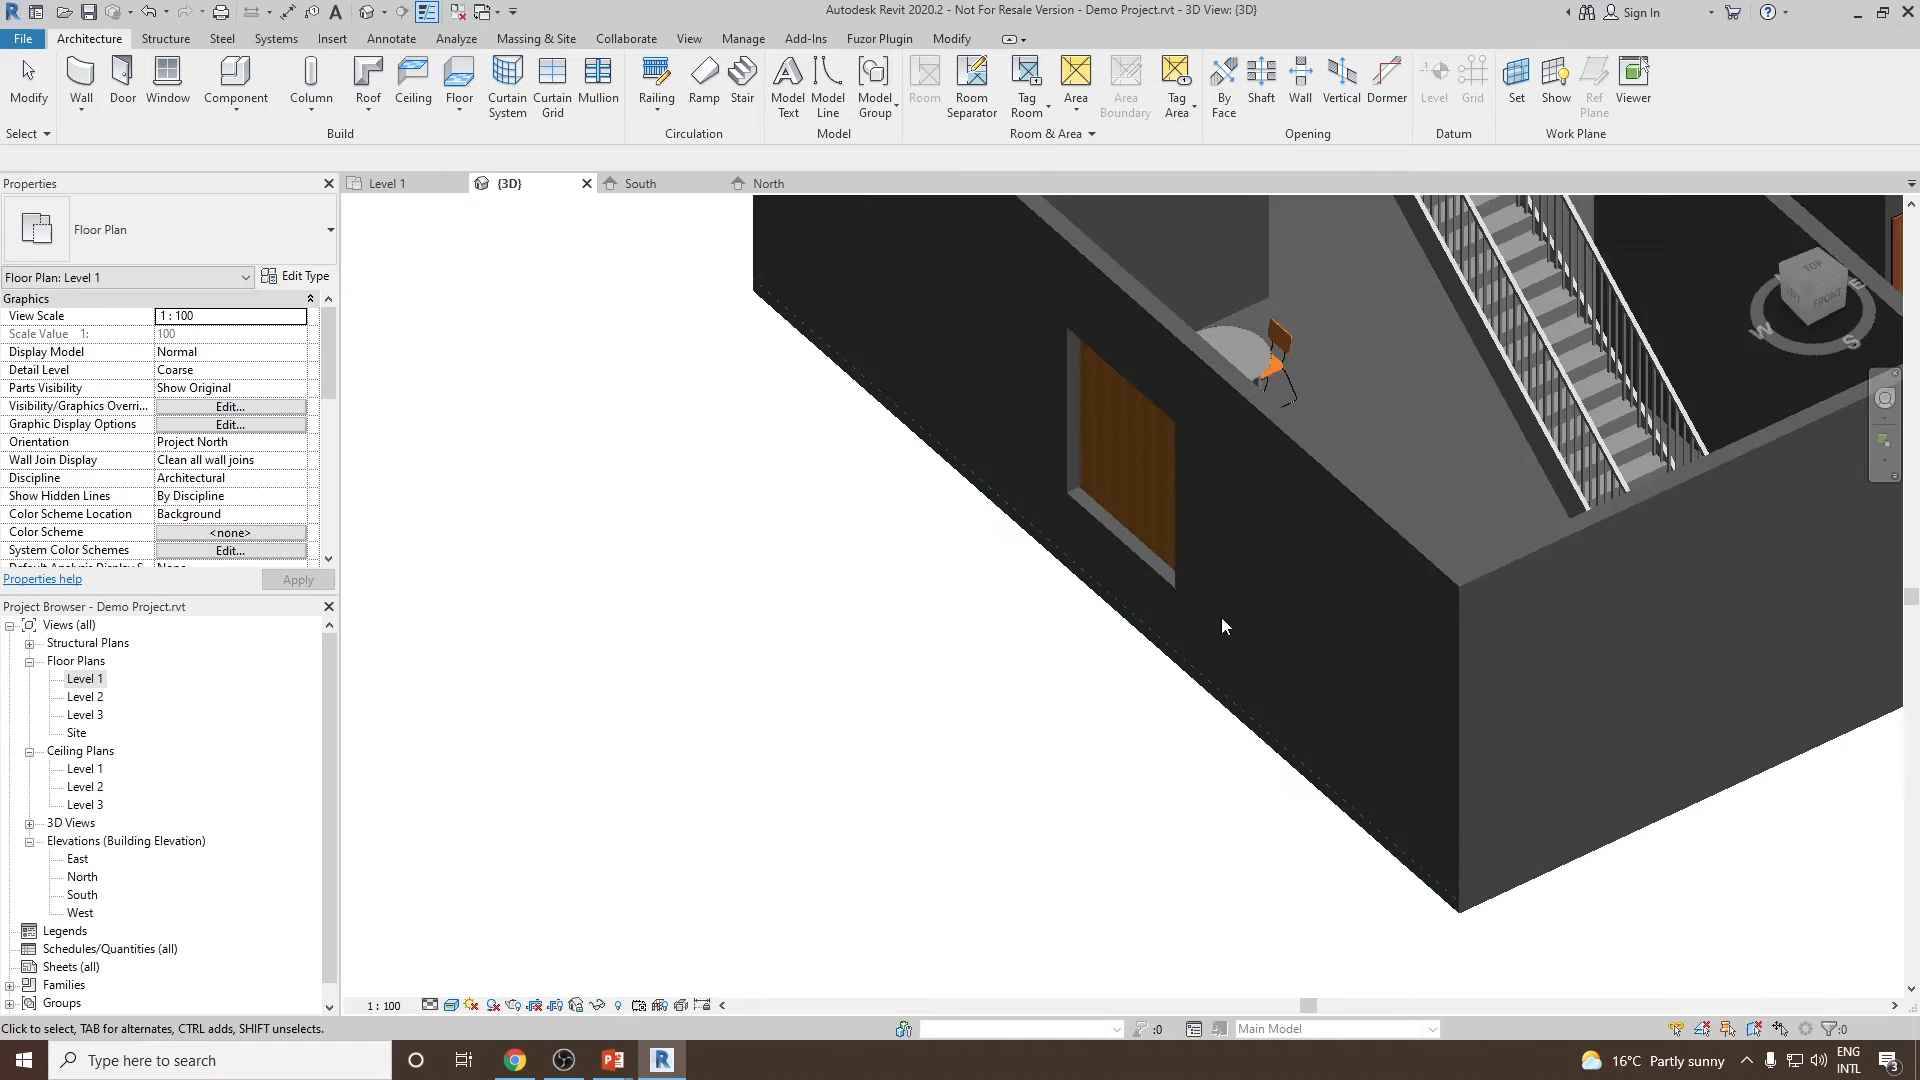 Autodesk Revit 2020.2 - Not For Resale Version - Demo Project.rvt - 3D View: {3D}
Sign In
File Architecture Structure Steel Systems Insert Annotate Analyze Massing & Site Collaborate View Manage Add-Ins Fuzor Plugin Modify
Modify Wall Door Window Component Column Roof Ceiling Floor Curtain System Curtain Grid Mullion Railing Ramp Stair Model Text Model Line Model Group Room Room Separator Tag Room Area Area Boundary Tag Area By Face Shaft Wall Vertical Dormer Level Grid Set Show Ref Plane Viewer
Select Build Circulation Model Room & Area Opening Datum Work Plane
Properties
Level 1 {3D} South North
Floor Plan
Floor Plan: Level 1 Edit Type
Graphics
View Scale 1 : 100
Scale Value 1: 100
Display Model Normal
Detail Level Coarse
Parts Visibility Show Original
Visibility/Graphics Overri... Edit...
Graphic Display Options Edit...
Orientation Project North
Wall Join Display Clean all wall joins
Discipline Architectural
Show Hidden Lines By Discipline
Color Scheme Location Background
Color Scheme <none>
System Color Schemes Edit...
Properties help Apply
Project Browser - Demo Project.rvt
Views (all)
Structural Plans
Floor Plans
Level 1
Level 2
Level 3
Site
Ceiling Plans
Level 1
Level 2
Level 3
3D Views
Elevations (Building Elevation)
East
North
South
West
Legends
Schedules/Quantities (all)
Sheets (all)
Families
Groups
TOP
LEFT FRONT
W S E
1 : 100
Click to select, TAB for alternates, CTRL adds, SHIFT unselects.
:0 Main Model :0
Type here to search
16°C Partly sunny
ENG
INTL
3